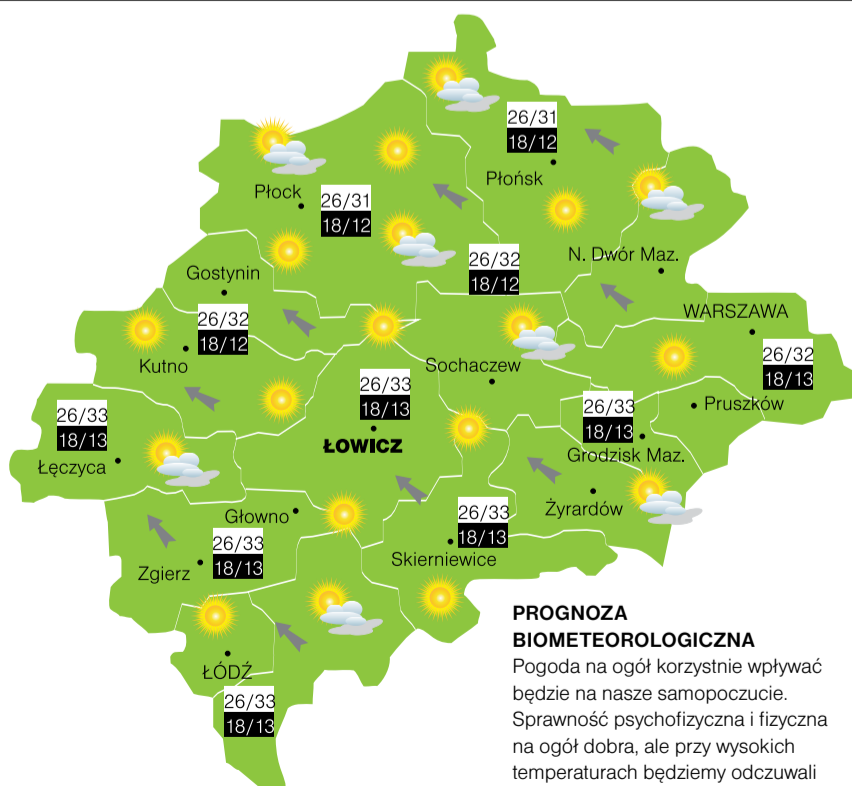 26/31
18/12
Płońsk
Płock
26/31
18/12
N. Dwór Maz.
26/32
18/12
Gostynin
WARSZAWA
26/32
18/12
Kutno
26/32
18/13
Sochaczew
26/33
18/13
ŁOWICZ
26/33
18/13
Pruszków
26/33
18/13
Łęczyca
Grodzisk Maz.
Żyrardów
Głowno
26/33
18/13
Skierniewice
26/33
18/13
Zgierz
ŁÓDŹ
26/33
18/13
PROGNOZA
BIOMETEOROLOGICZNA
Pogoda na ogół korzystnie wpływać
będzie na nasze samopoczucie.
Sprawność psychofizyczna i fizyczna
na ogół dobra, ale przy wysokich
temperaturach będziemy odczuwali